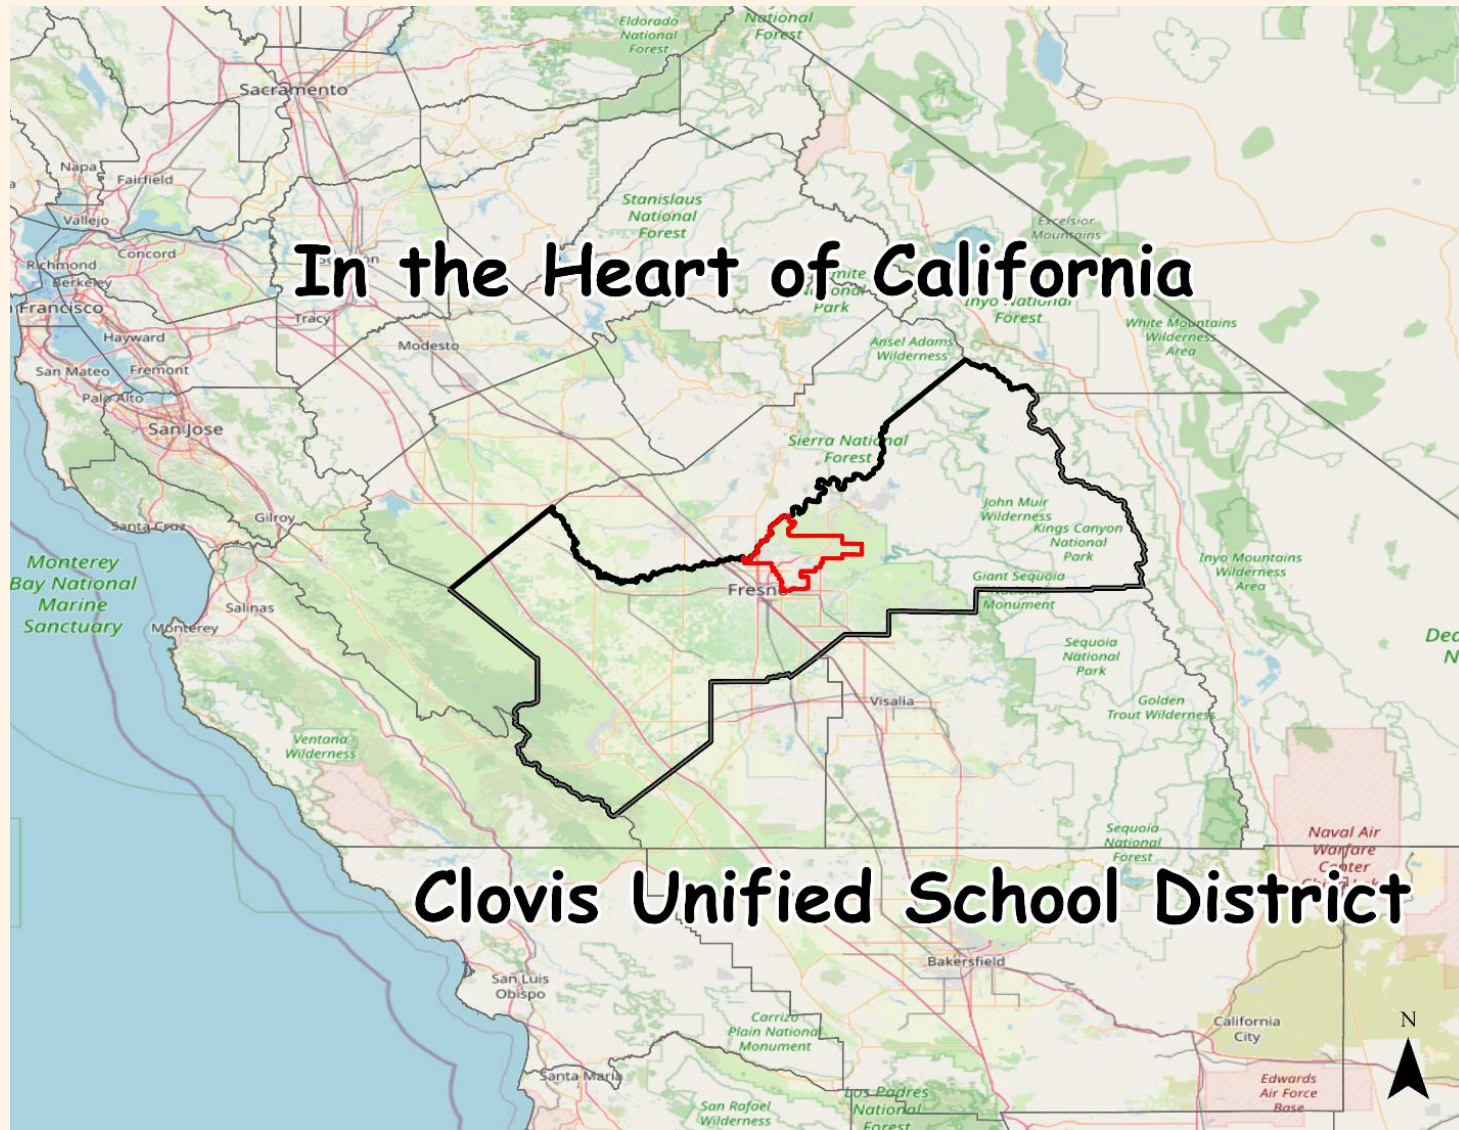 Eldorado
National
Forest
National
Forest
Sacramento
Napa
Fairfield
Stanislaus
National
Forest
Vallejo
Excelsior
Mountains
Concord
Richmond
Berkeley
In the Heart of California
National
Park
Inyo National
Forest
Francisco
Tracy
White Mountains
Wilderness
Area
Hayward
Modesto
Ansel Adams
Wilderness
San Mateo
Fremont
Palo Alto
San Jose
Sierra National
Forest
John Muir
Wilderness
Gilroy
Santa Cruz
Kings Canyon
National
Park
Monterey
Bay National
Marine
Sanctuary
Inyo Mountains
Wilderness
Area
Giant Sequoia
National
Monument
Fresno
Salinas
Monterey
Sequoia
National
Park
Visalia
Golden
Trout Wilderness
Ventana
Wilderness
Sequoia
National
Forest
Naval Air
Warfare
Center
Clovis Unified School District
Bakersfield
San Luis
Obispo
Carrizo
Plain National
Monument
California
City
N
Santa Maria
Edwards
Air Force
Base
San Rafael
Wilderness
Los Padres
National
Forest